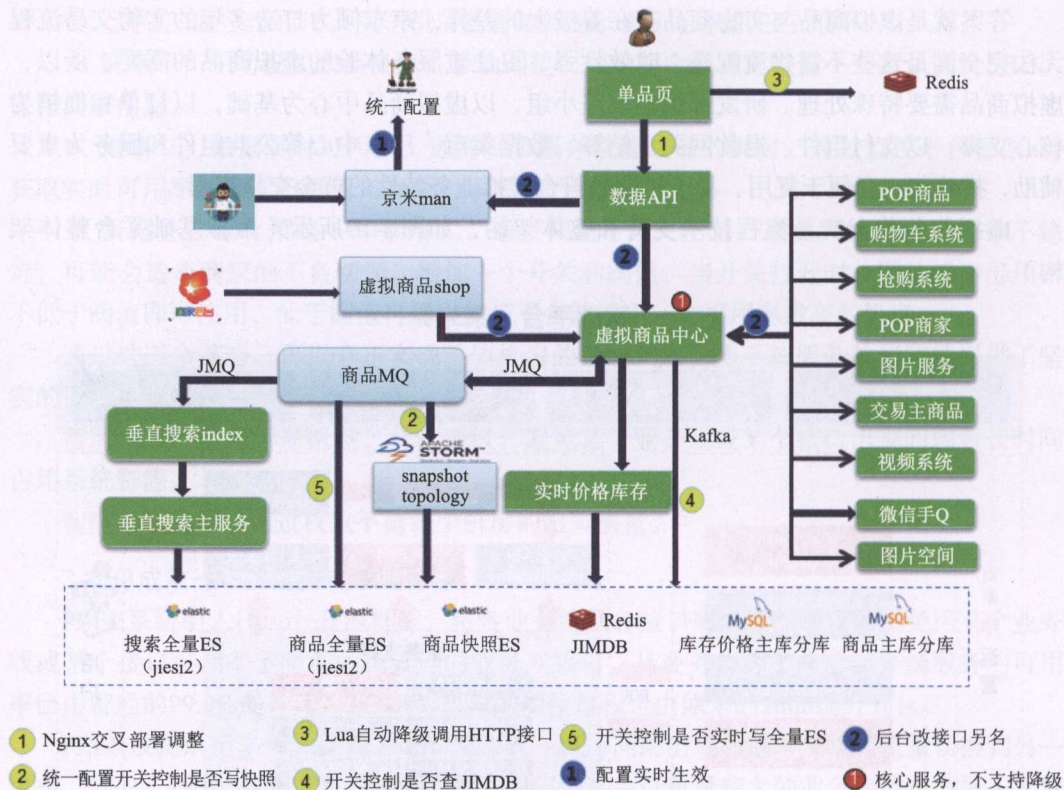 统一配置
单品页
Redis
京米man
数据API
虚拟商品shop
虚拟商品中心
JMQ
商品MQ
JMQ
垂直搜索index
垂直搜索主服务
APACHE
STORM™
snapshot
topology
实时价格库存
Kafka
POP商品
购物车系统
抢购系统
POP商家
图片服务
交易主商品
视频系统
微信手Q
图片空间
elastic
elastic
elastic
Redis
MySQL
MySQL
搜索全量ES
(jiesi2)
商品全量ES
(jiesi2)
商品快照ES
JIMDB
库存价格主库分库
商品主库分库
1 Nginx交叉部署调整
3 Lua自动降级调用HTTP接口
5 开关控制是否实时写全量ES
2 后台改接口别名
2 统一配置开关控制是否写快照
4 开关控制是否查JIMDB
1 配置实时生效
1 核心服务，不支持降级